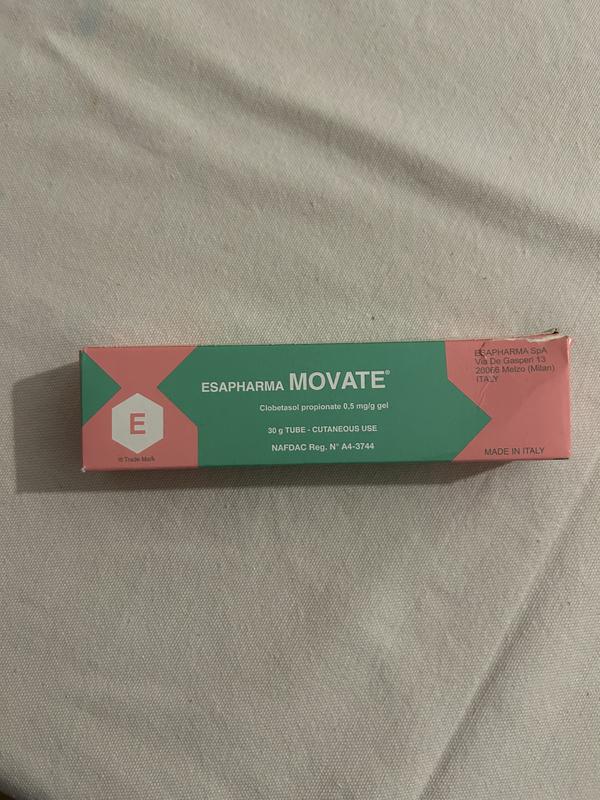 E
® Trade Mark
ESAPHARMA MOVATE®
Clobetasol propionate 0,5 mg/g gel
30 g TUBE - CUTANEOUS USE
NAFDAC Reg. N° A4-3744
ESAPHARMA SpA
Via De Gasperi 13
20066 Melzo (Milan)
ITALY
MADE IN ITALY